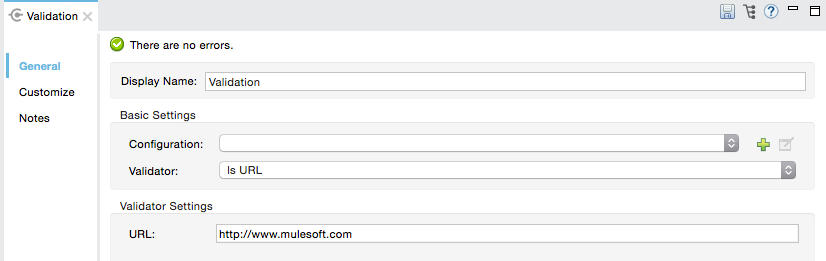 Validation
There are no errors.
General
Customize
Notes
Display Name: Validation
Basic Settings
Configuration:
Validator: Is URL
Validator Settings
URL: http://www.mulesoft.com